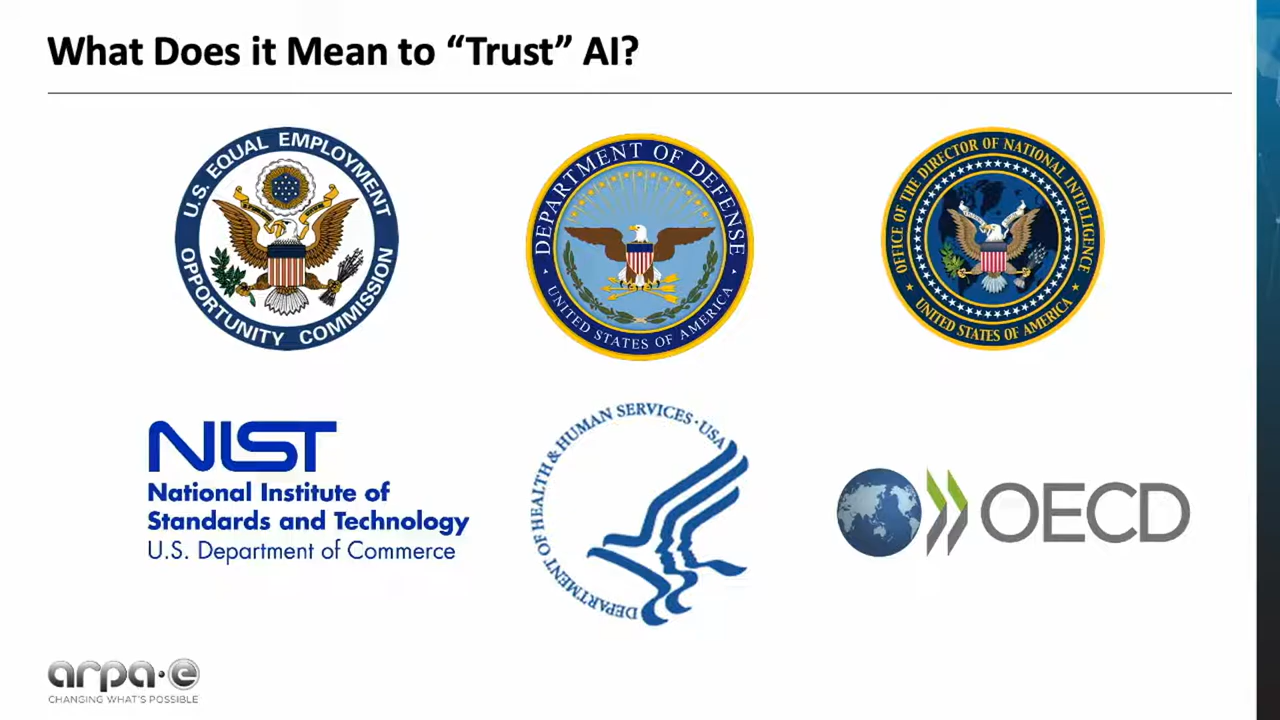 What Does it Mean to “Trust” AI?
U.S. EQUAL EMPLOYMENT
OPPORTUNITY COMMISSION
DEPARTMENT OF DEFENSE
UNITED STATES OF AMERICA
OFFICE OF THE DIRECTOR OF NATIONAL INTELLIGENCE
UNITED STATES OF AMERICA
NIST
National Institute of
Standards and Technology
U.S. Department of Commerce
DEPARTMENT OF HEALTH & HUMAN SERVICES · USA
OECD
arpa·e
CHANGING WHAT'S POSSIBLE